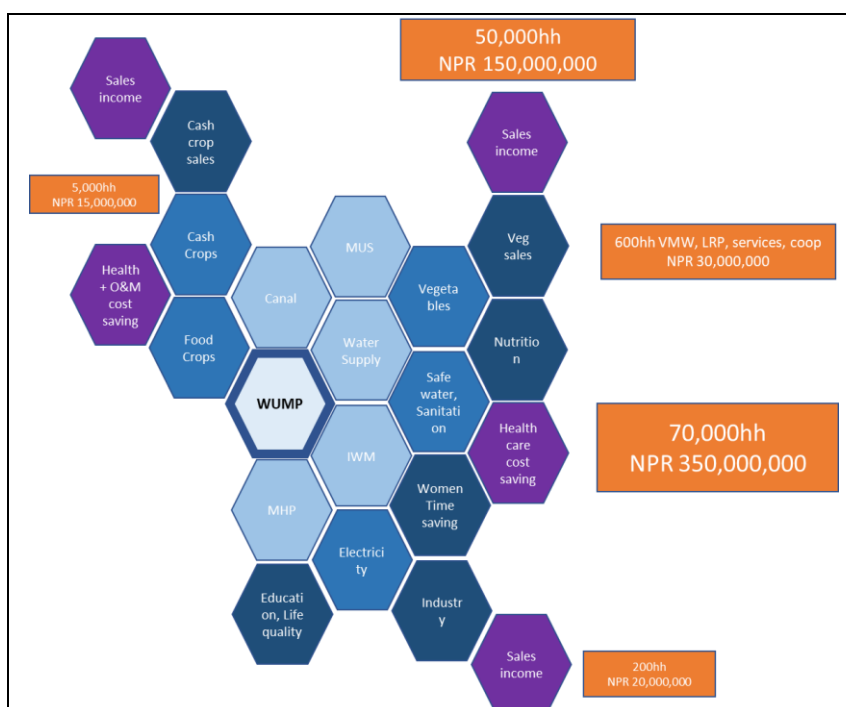 50,000hh
NPR 150,000,000
Sales
income
Cash
crop
sales
Sales
income
5,000hh
NPR 15,000,000
Cash
Crops
MUS
Veg
sales
600hh VMW, LRP, services, coop
NPR 30,000,000
Health
+ O&M
cost
saving
Canal
Vegeta
bles
Food
Crops
Water
Supply
Nutritio
n
WUMP
Safe
water,
Sanitati
on
Health
care
cost
saving
70,000hh
NPR 350,000,000
IWM
MHP
Women
Time
saving
Electrici
ty
Educati
on, Life
quality
Industr
y
Sales
income
200hh
NPR 20,000,000